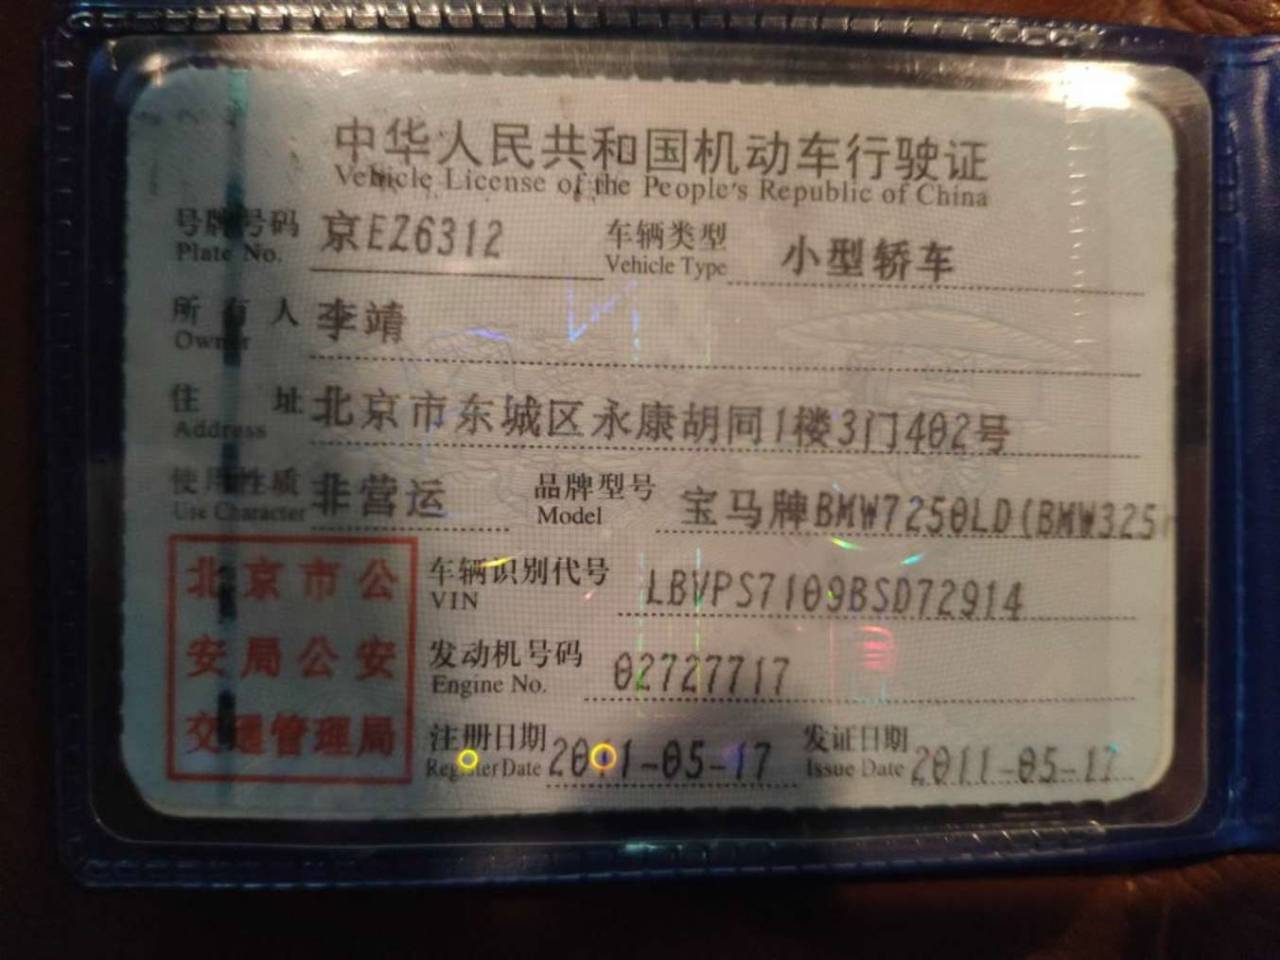 中华人民共和国机动车行驶证
Vehicle License of the People's Republic of China
号牌号码 京EZ6312 车辆类型 小型轿车
Plate No. Vehicle Type
所有人 李靖
Owner
住址 北京市东城区永康胡同1楼3门402号
Address
使用性质 非营运 品牌型号 宝马牌BMW7250LD(BMW325
Use Character Model
北京市公
安局公安
交通管理局
车辆识别代号 LBVPS7109BSD72914
VIN
发动机号码 02727717
Engine No.
注册日期 2011-05-17 发证日期 2011-05-17
Register Date Issue Date